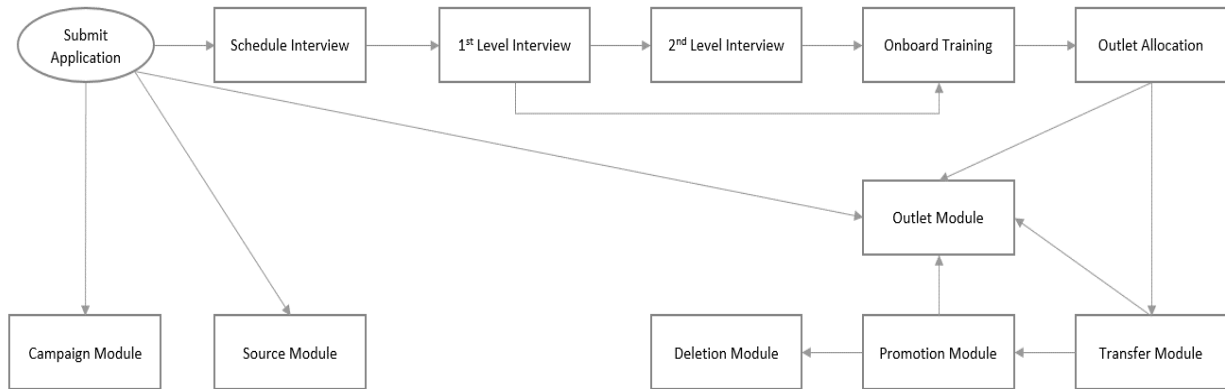 Submit
Application
Schedule Interview
1st Level Interview
2nd Level Interview
Onboard Training
Outlet Allocation
Outlet Module
Campaign Module
Source Module
Deletion Module
Promotion Module
Transfer Module